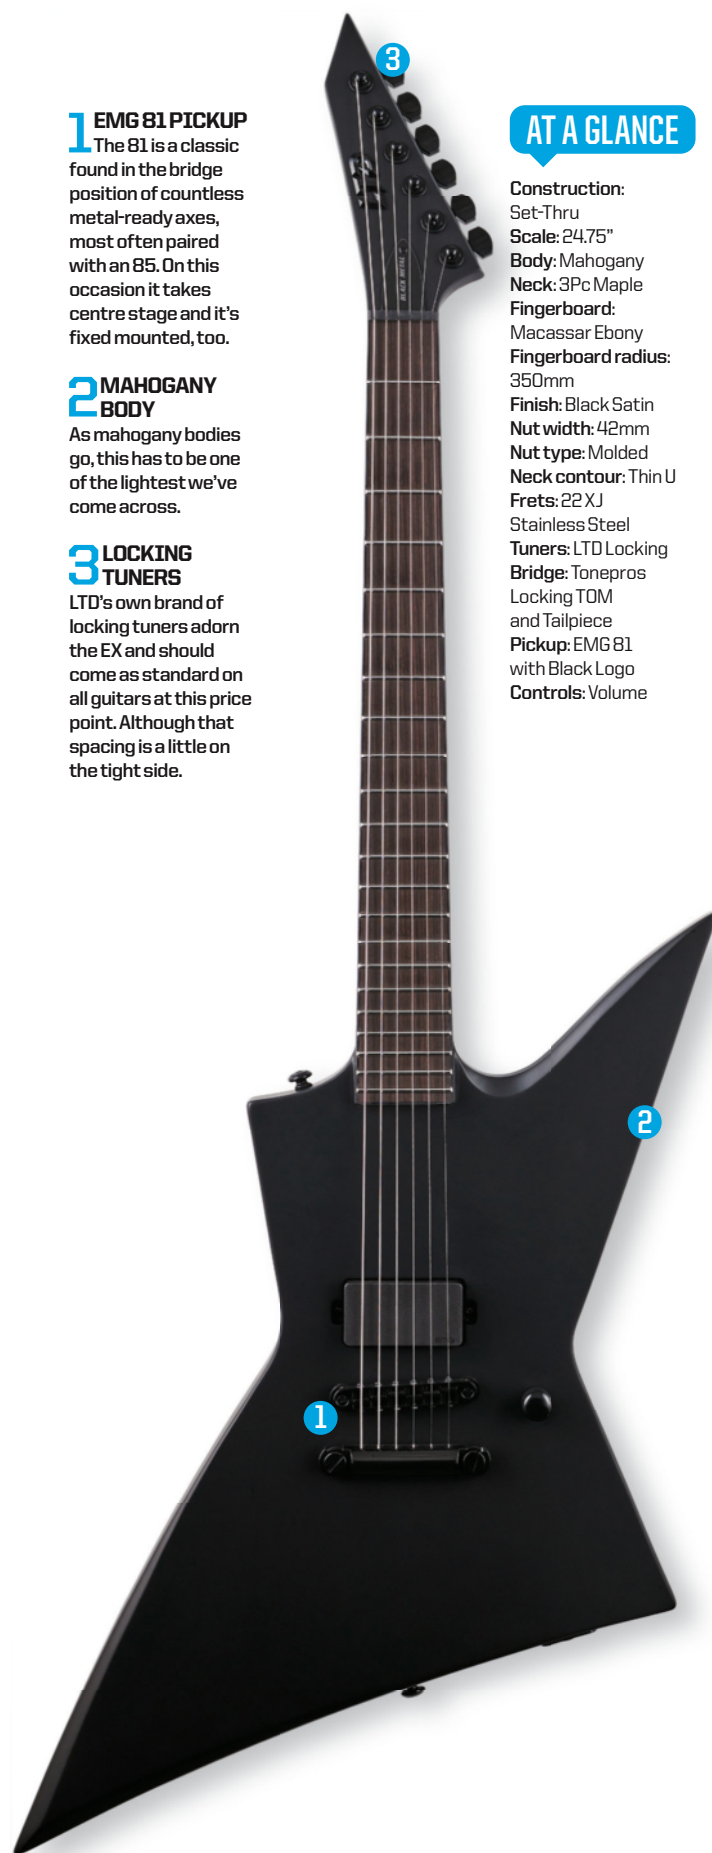 3
1 EMG 81 PICKUP
The 81 is a classic
found in the bridge
position of countless
metal-ready axes,
most often paired
with an 85. On this
occasion it takes
centre stage and it's
fixed mounted, too.
2 MAHOGANY
BODY
As mahogany bodies
go, this has to be one
of the lightest we've
come across.
3 LOCKING
TUNERS
LTD's own brand of
locking tuners adorn
the EX and should
come as standard on
all guitars at this price
point. Although that
spacing is a little on
the tight side.
LTD
BLACK METAL
AT A GLANCE
Construction:
Set-Thru
Scale: 24.75”
Body: Mahogany
Neck: 3Pc Maple
Fingerboard:
Macassar Ebony
Fingerboard radius:
350mm
Finish: Black Satin
Nut width: 42mm
Nut type: Molded
Neck contour: Thin U
Frets: 22 XJ
Stainless Steel
Tuners: LTD Locking
Bridge: Tonepros
Locking TOM
and Tailpiece
Pickup: EMG 81
with Black Logo
Controls: Volume
2
1